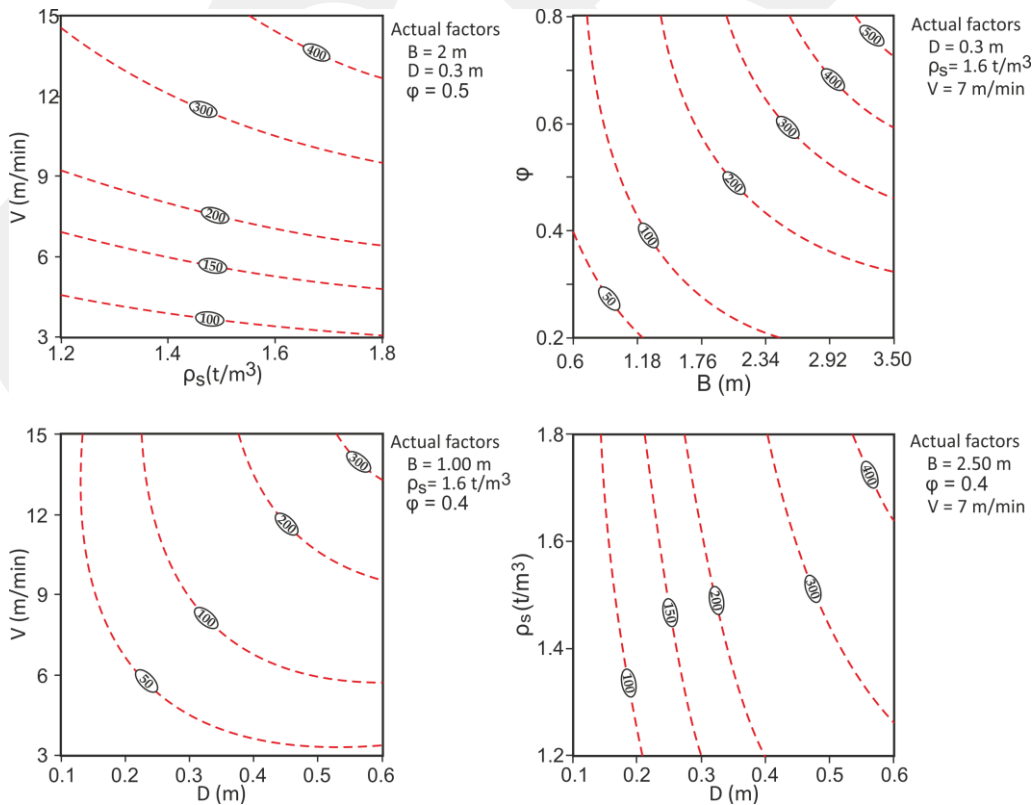 15
12
9
6
3
V (m/min)
400
300
200
150
100
1.2 1.4 1.6 1.8
ρs(t/m³)
Actual factors
B = 2 m
D = 0.3 m
φ = 0.5
0.8
0.6
0.4
0.2
φ
500
400
300
200
100
50
0.6 1.18 1.76 2.34 2.92 3.50
B (m)
Actual factors
D = 0.3 m
ρs= 1.6 t/m³
V = 7 m/min
15
12
9
6
3
V (m/min)
300
200
100
50
0.1 0.2 0.3 0.4 0.5 0.6
D (m)
Actual factors
B = 1.00 m
ρs= 1.6 t/m³
φ = 0.4
1.8
1.6
1.4
1.2
ρs(t/m³)
400
300
200
150
100
0.1 0.2 0.3 0.4 0.5 0.6
D (m)
Actual factors
B = 2.50 m
φ = 0.4
V = 7 m/min